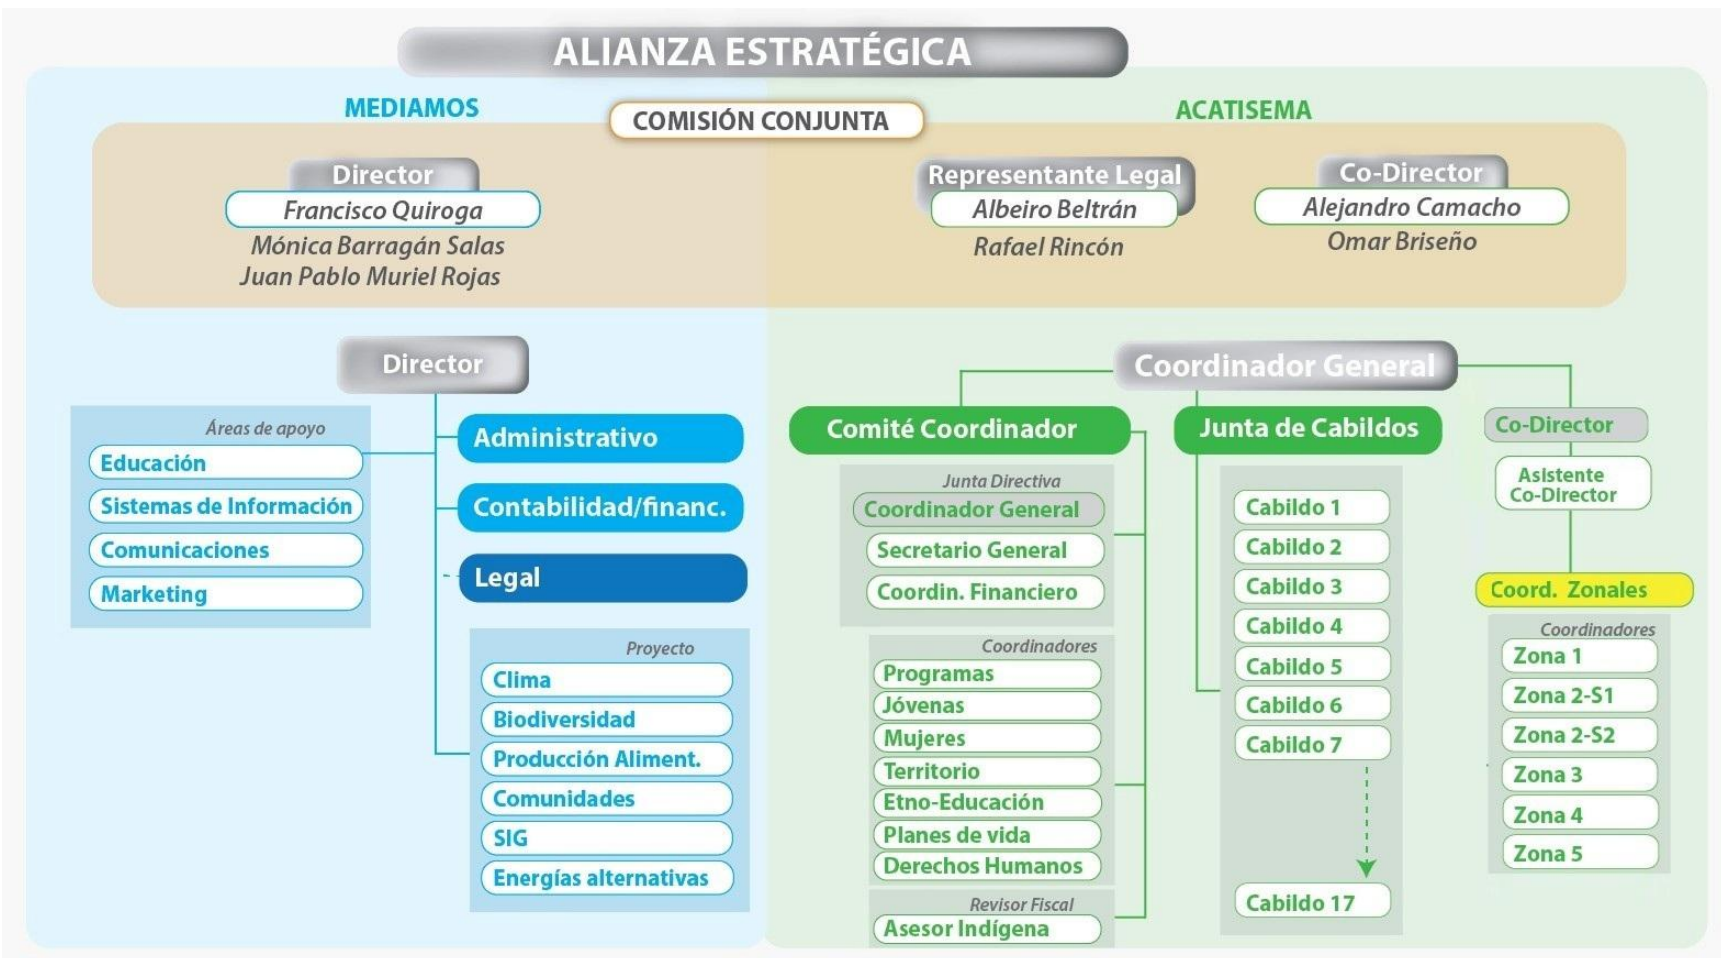 ALIANZA ESTRATÉGICA
MEDIAMOS
COMISIÓN CONJUNTA
ACATISEMA
Director
Francisco Quiroga
Mónica Barragán Salas
Juan Pablo Muriel Rojas
Representante Legal
Albeiro Beltrán
Rafael Rincón
Co-Director
Alejandro Camacho
Omar Briseño
Director
Áreas de apoyo
Educación
Sistemas de Información
Comunicaciones
Marketing
Administrativo
Contabilidad/financ.
Legal
Proyecto
Clima
Biodiversidad
Producción Aliment.
Comunidades
SIG
Energías alternativas
Coordinador General
Comité Coordinador
Junta Directiva
Coordinador General
Secretario General
Coordin. Financiero
Coordinadores
Programas
Jóvenas
Mujeres
Territorio
Etno-Educación
Planes de vida
Derechos Humanos
Revisor Fiscal
Asesor Indígena
Junta de Cabildos
Cabildo 1
Cabildo 2
Cabildo 3
Cabildo 4
Cabildo 5
Cabildo 6
Cabildo 7
Cabildo 17
Co-Director
Asistente
Co-Director
Coord. Zonales
Coordinadores
Zona 1
Zona 2-S1
Zona 2-S2
Zona 3
Zona 4
Zona 5